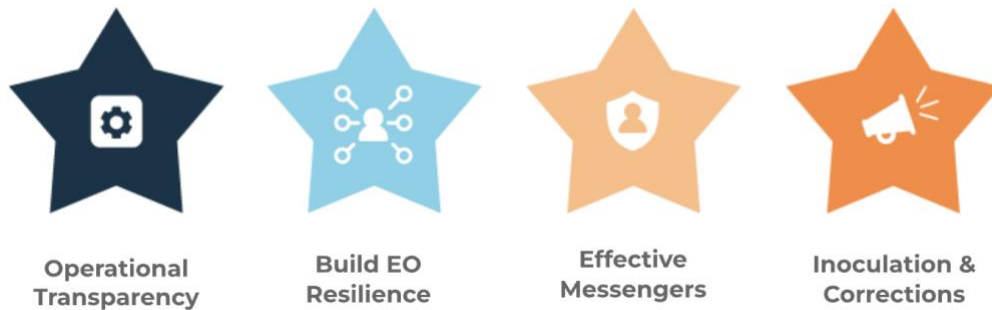 Operational
Transparency
Build EO
Resilience
Effective
Messengers
Inoculation &
Corrections